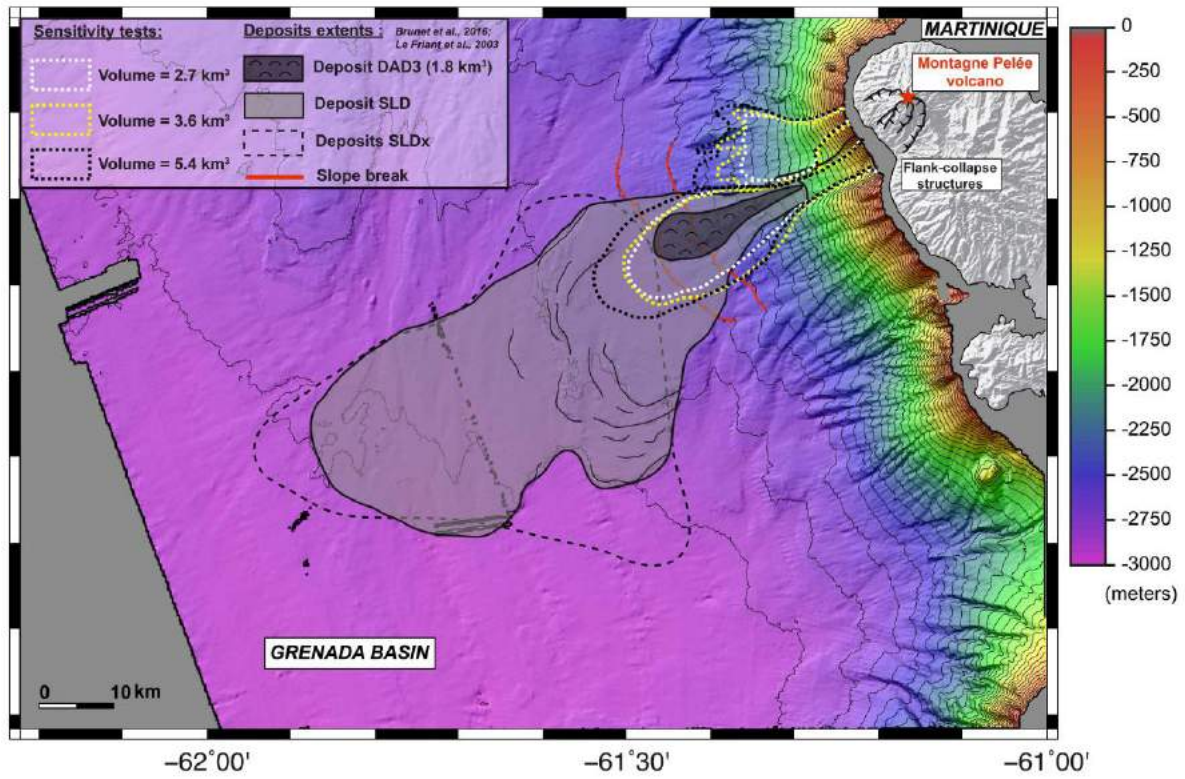 Sensitivity tests:
Volume = 2.7 km³
Volume = 3.6 km³
Volume = 5.4 km³
Deposits extents :
Brunet et al., 2016;
Le Friant et al., 2003
Deposit DAD3 (1.8 km³)
Deposit SLD
Deposits SLDx
Slope break
MARTINIQUE
Montagne Pelée
volcano
Flank-collapse
structures
GRENADA BASIN
0 10 km
-62°00'
-61°30'
-61°00'
0
-250
-500
-750
-1000
-1250
-1500
-1750
-2000
-2250
-2500
-2750
-3000
(meters)